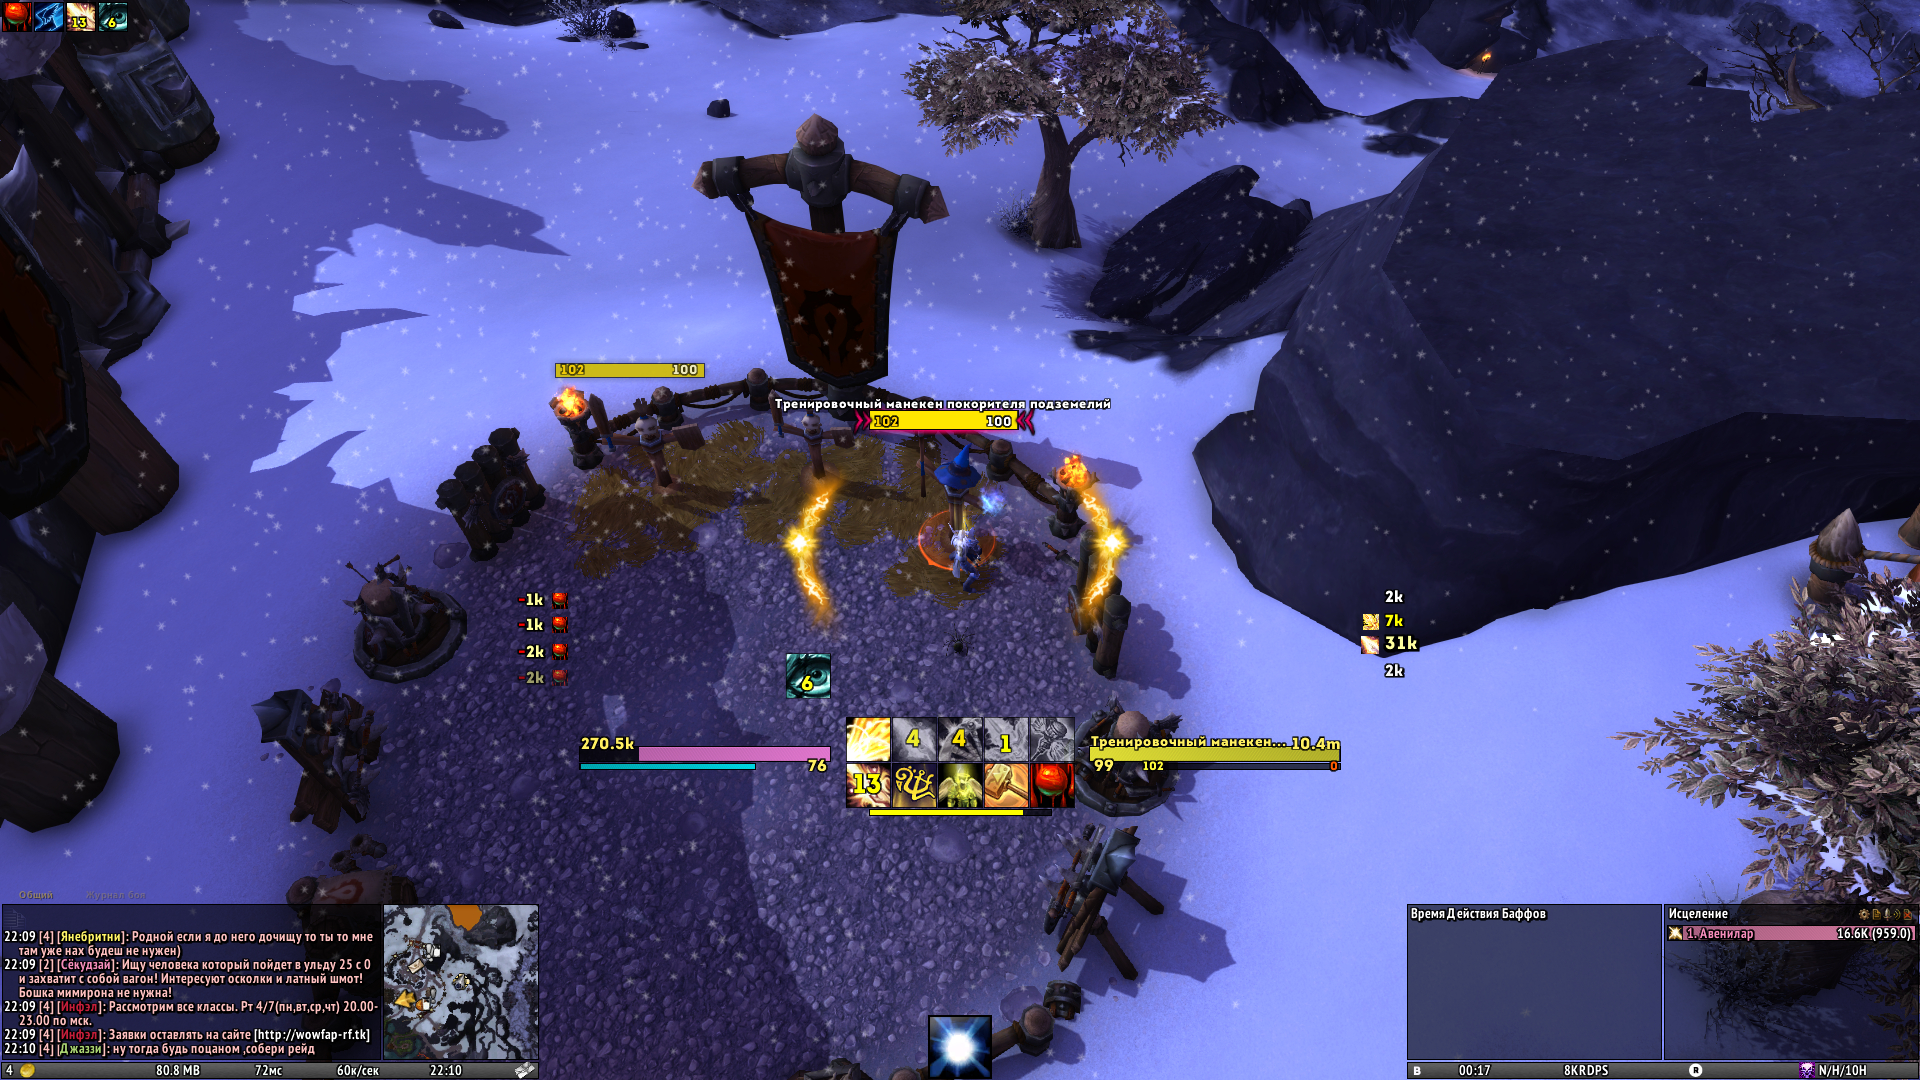 13
6
102 100
Тренировочный манекен покорителя подземелий
102 100
-1k
-1k
-2k
-2k
2k
7k
31k
2k
6
270.5k
76
4 4 1
13
Тренировочный манекен... 10.4m
99 102 0
Общий Журнал боя
22:09 [4] [Янебритни]: Родной если я до него дочищу то ты то мне
там уже нах будеш не нужен)
22:09 [2] [Сёкудзай]: Ищу человека который пойдет в ульду 25 с 0
и захватит с собой вагон! Интересуют осколки и латный шмот!
Бошка мимирона не нужна!
22:09 [4] [Инфэл]: Рассмотрим все классы. Рт 4/7(пн,вт,ср,чт) 20.00-
23.00 по мск.
22:09 [4] [Инфэл]: Заявки оставлять на сайте [http://wowfap-rf.tk]
22:10 [4] [Джаззи]: ну тогда будь поцаном ,собери рейд
4 80.8 MB 72мс 60к/сек 22:10
Время Действия Баффов
Исцеление
1. Авенилар 16.6K (959.0)
B 00:17 8KRDPS R N/H/10H